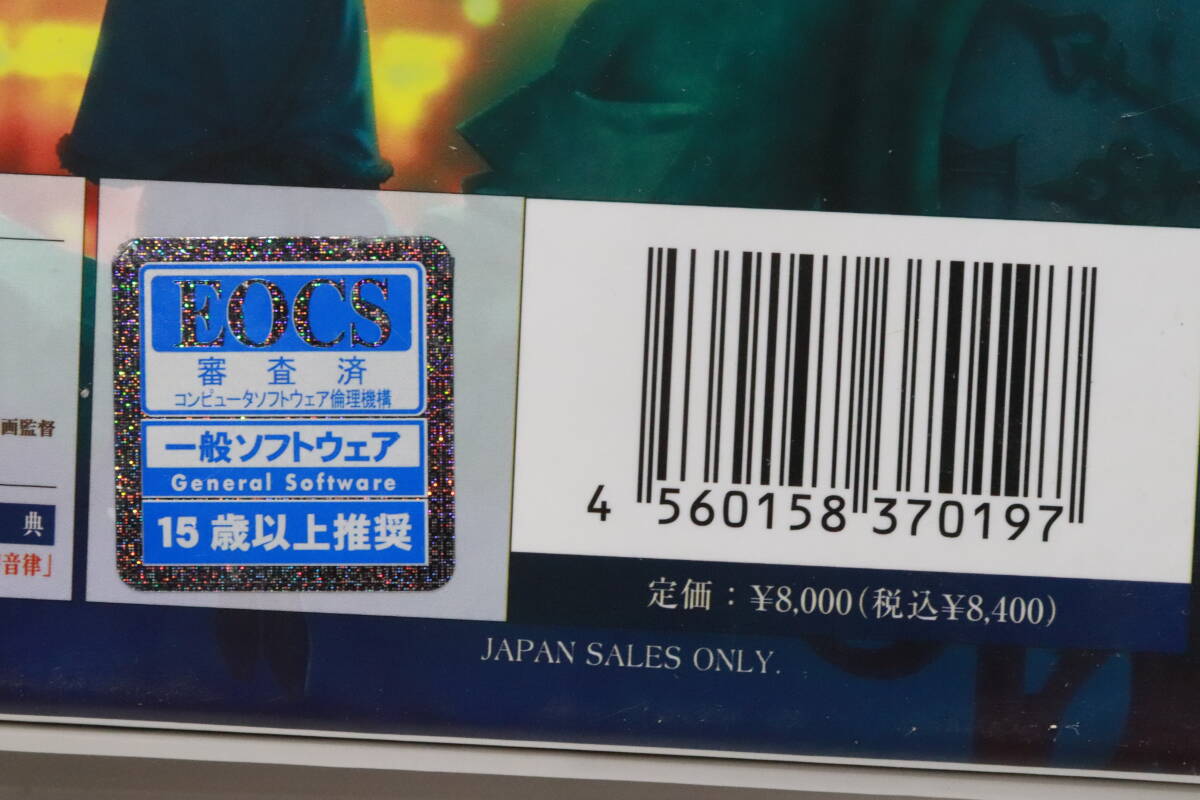 画監督
典
音律」
EOCS
審査済
コンピュータソフトウェア倫理機構
一般ソフトウェア
General Software
15歳以上推奨
4 560158 370197
定価：¥8,000(税込¥8,400)
JAPAN SALES ONLY.